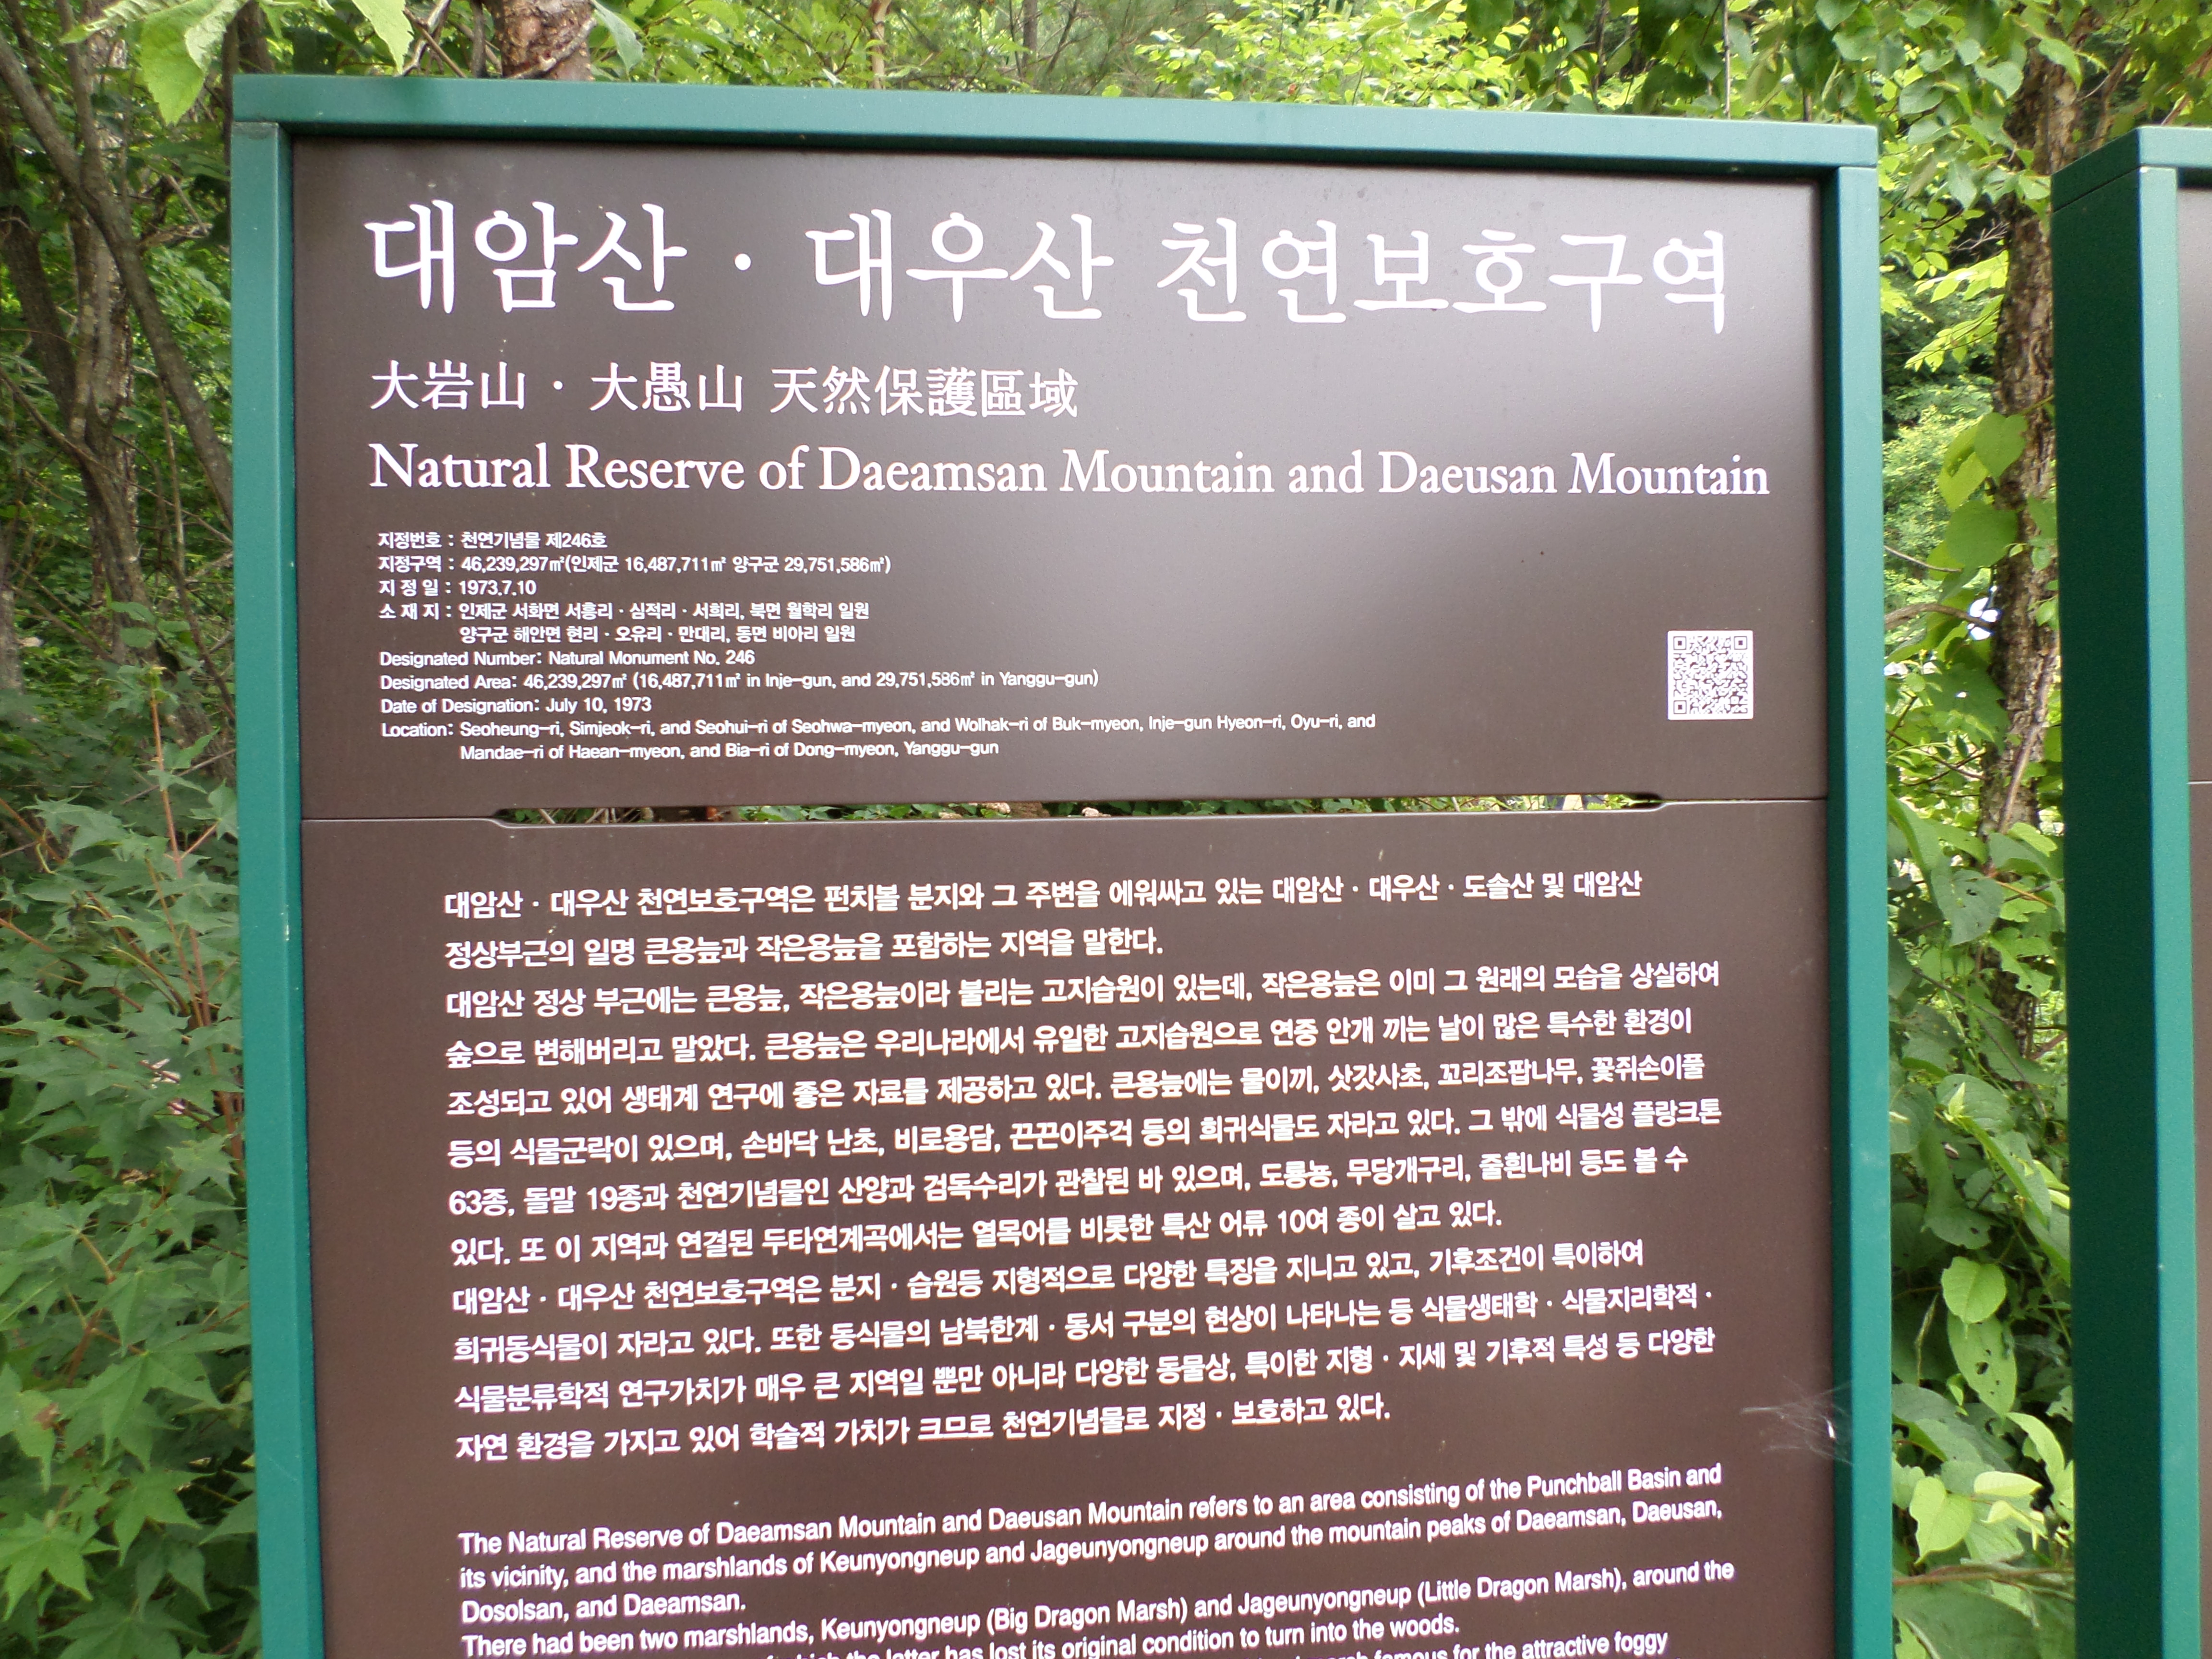 대암산 · 대우산 천연보호구역
大岩山 · 大愚山 天然保護區域
Natural Reserve of Daeamsan Mountain and Daeusan Mountain
지정번호 : 천연기념물 제246호
지정구역 : 46,239,297㎡(인제군 16,487,711㎡ 양구군 29,751,586㎡)
지 정 일 : 1973.7.10
소 재 지 : 인제군 서화면 서흥리 · 심적리 · 서희리, 북면 월학리 일원
양구군 해안면 현리 · 오유리 · 만대리, 동면 비아리 일원
Designated Number: Natural Monument No. 246
Designated Area: 46,239,297㎡ (16,487,711㎡ in Inje-gun, and 29,751,586㎡ in Yanggu-gun)
Date of Designation: July 10, 1973
Location: Seoheung-ri, Simjeok-ri, and Seohui-ri of Seohwa-myeon, and Wolhak-ri of Buk-myeon, Inje-gun Hyeon-ri, Oyu-ri, and
Mandae-ri of Haean-myeon, and Bia-ri of Dong-myeon, Yanggu-gun
대암산 · 대우산 천연보호구역은 펀치볼 분지와 그 주변을 에워싸고 있는 대암산 · 대우산 · 도솔산 및 대암산
정상부근의 일명 큰용늪과 작은용늪을 포함하는 지역을 말한다.
대암산 정상 부근에는 큰용늪, 작은용늪이라 불리는 고지습원이 있는데, 작은용늪은 이미 그 원래의 모습을 상실하여
숲으로 변해버리고 말았다. 큰용늪은 우리나라에서 유일한 고지습원으로 연중 안개 끼는 날이 많은 특수한 환경이
조성되고 있어 생태계 연구에 좋은 자료를 제공하고 있다. 큰용늪에는 물이끼, 삿갓사초, 꼬리조팝나무, 꽃쥐손이풀
등의 식물군락이 있으며, 손바닥 난초, 비로용담, 끈끈이주걱 등의 희귀식물도 자라고 있다. 그 밖에 식물성 플랑크톤
63종, 돌말 19종과 천연기념물인 산양과 검독수리가 관찰된 바 있으며, 도롱뇽, 무당개구리, 줄흰나비 등도 볼 수
있다. 또 이 지역과 연결된 두타연계곡에서는 열목어를 비롯한 특산 어류 10여 종이 살고 있다.
대암산 · 대우산 천연보호구역은 분지 · 습원등 지형적으로 다양한 특징을 지니고 있고, 기후조건이 특이하여
희귀동식물이 자라고 있다. 또한 동식물의 남북한계 · 동서 구분의 현상이 나타나는 등 식물생태학 · 식물지리학적 ·
식물분류학적 연구가치가 매우 큰 지역일 뿐만 아니라 다양한 동물상, 특이한 지형 · 지세 및 기후적 특성 등 다양한
자연 환경을 가지고 있어 학술적 가치가 크므로 천연기념물로 지정 · 보호하고 있다.
The Natural Reserve of Daeamsan Mountain and Daeusan Mountain refers to an area consisting of the Punchball Basin and
its vicinity, and the marshlands of Keunyongneup and Jageunyongneup around the mountain peaks of Daeamsan, Daeusan,
Dosolsan, and Daeamsan.
There had been two marshlands, Keunyongneup (Big Dragon Marsh) and Jageunyongneup (Little Dragon Marsh), around the
the latter has lost its original condition to turn into the woods.
famous for the attractive foggy